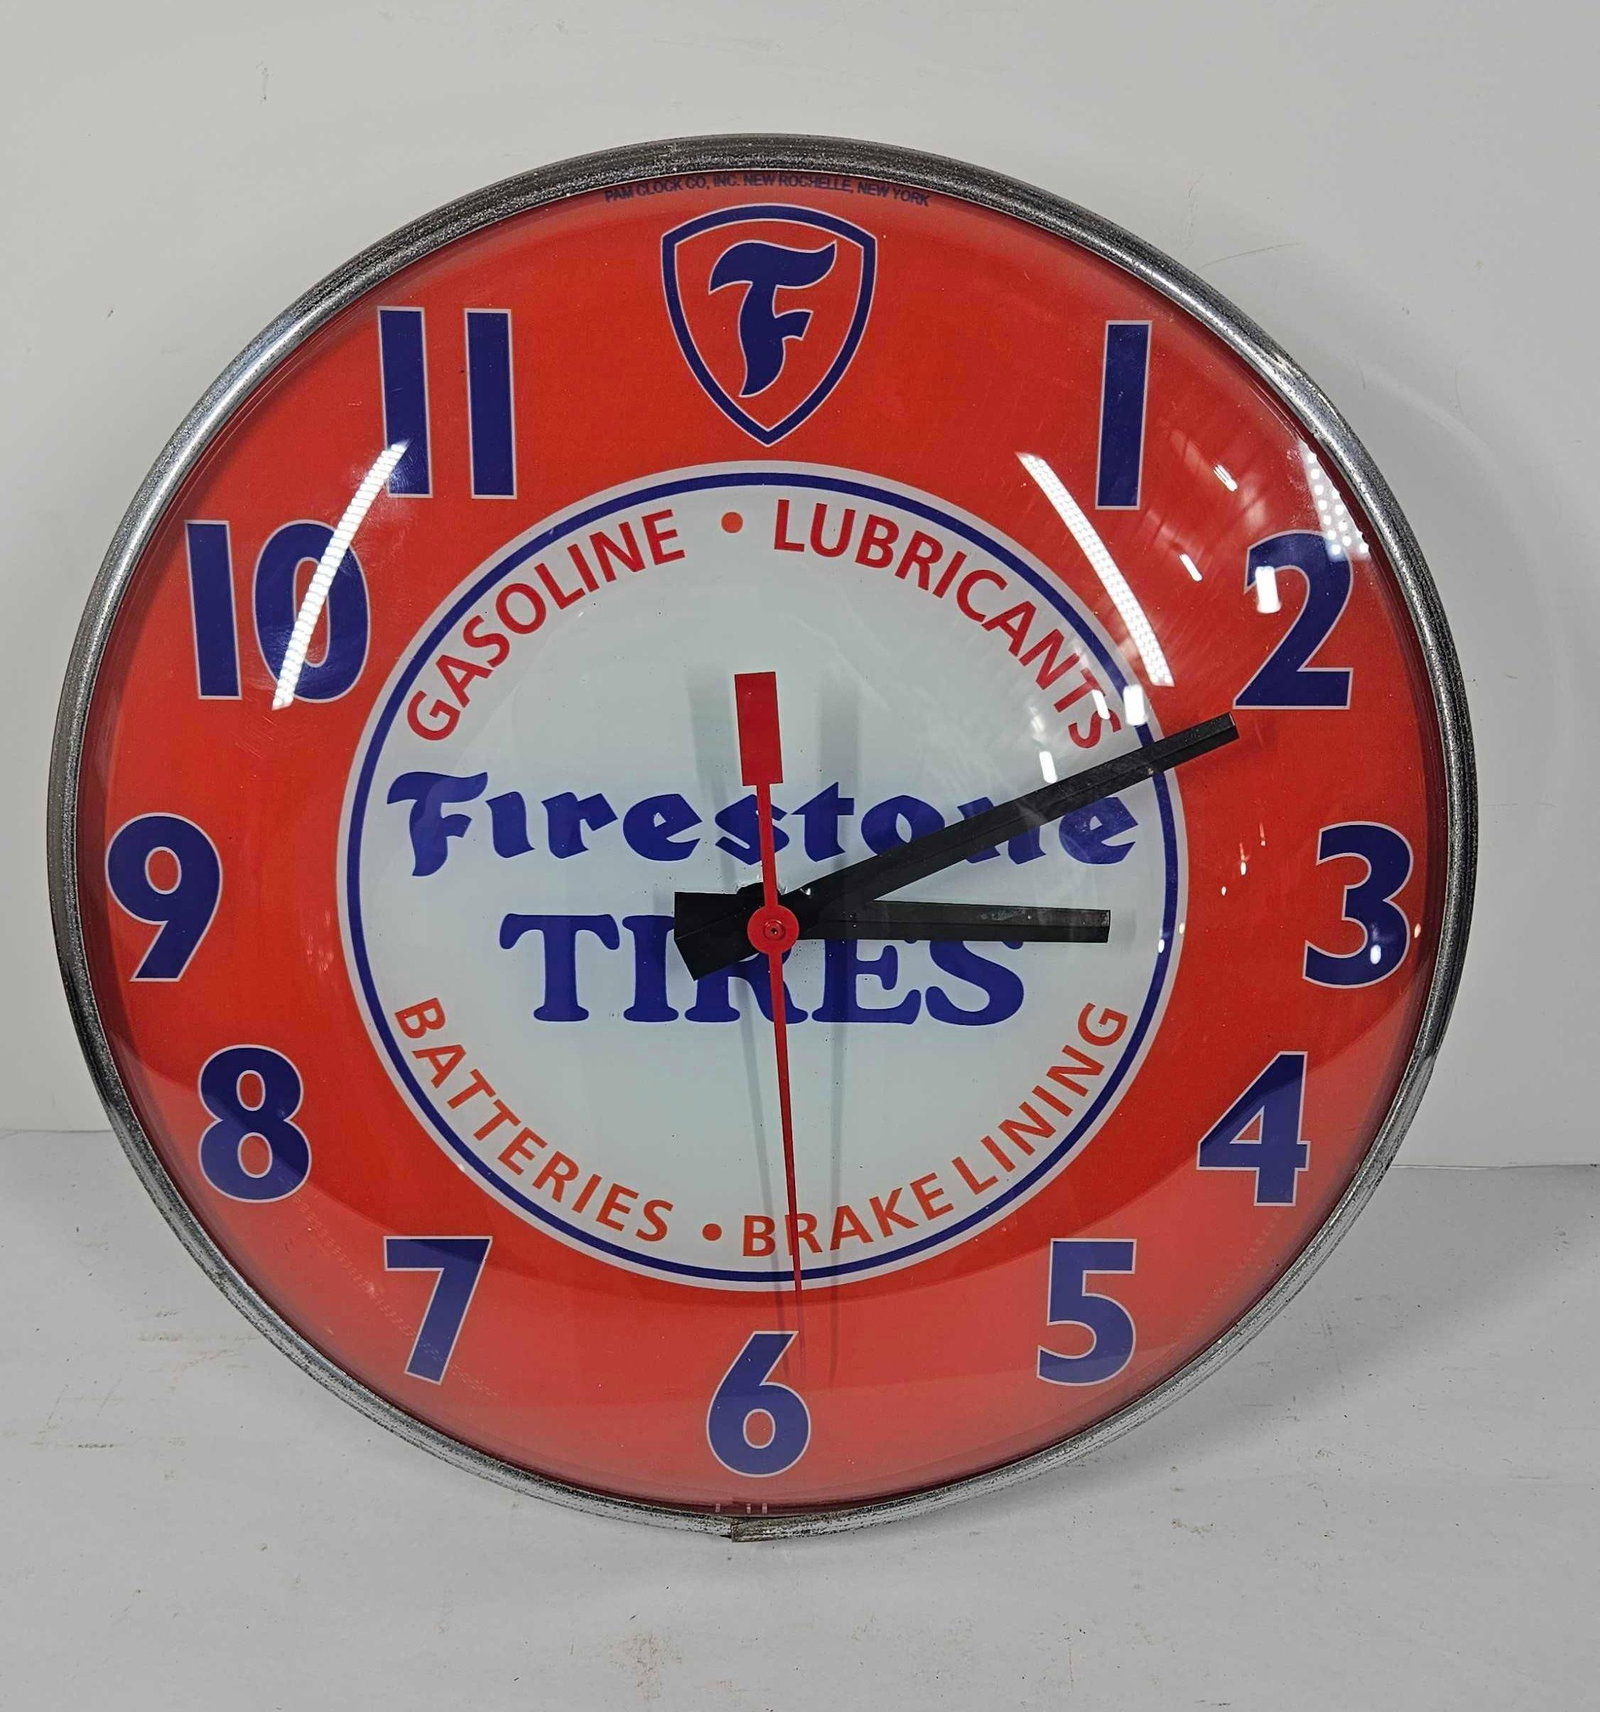 PAM CLOCK CO, INC. NEW ROCHELLE, NEW YORK
F
11
1
10
2
GASOLINE • LUBRICANTS
Firestone
9
3
TIRES
BATTERIES • BRAKE LINING
8
4
7
5
6